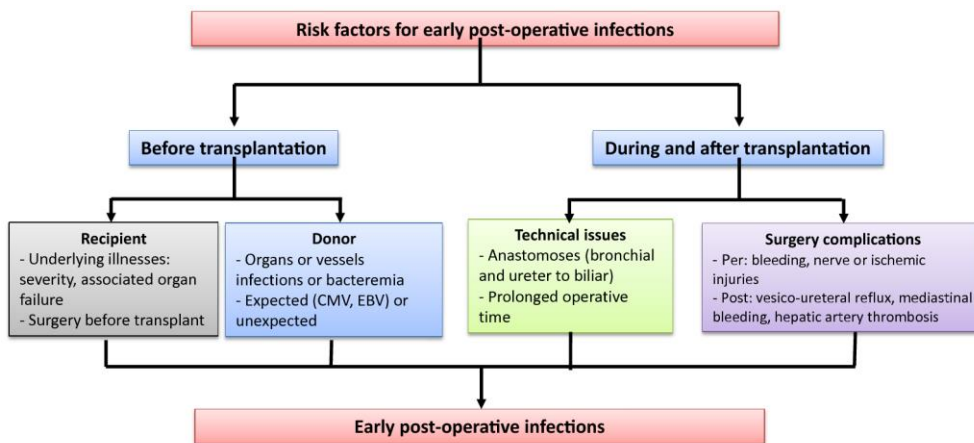 Risk factors for early post-operative infections
Before transplantation
During and after transplantation
Recipient
- Underlying illnesses:
severity, associated organ
failure
- Surgery before transplant
Donor
- Organs or vessels
infections or bacteremia
- Expected (CMV, EBV) or
unexpected
Technical issues
- Anastomoses (bronchial
and ureter to biliar)
- Prolonged operative
time
Surgery complications
- Per: bleeding, nerve or ischemic
injuries
- Post: vesico-ureteral reflux, mediastinal
bleeding, hepatic artery thrombosis
Early post-operative infections